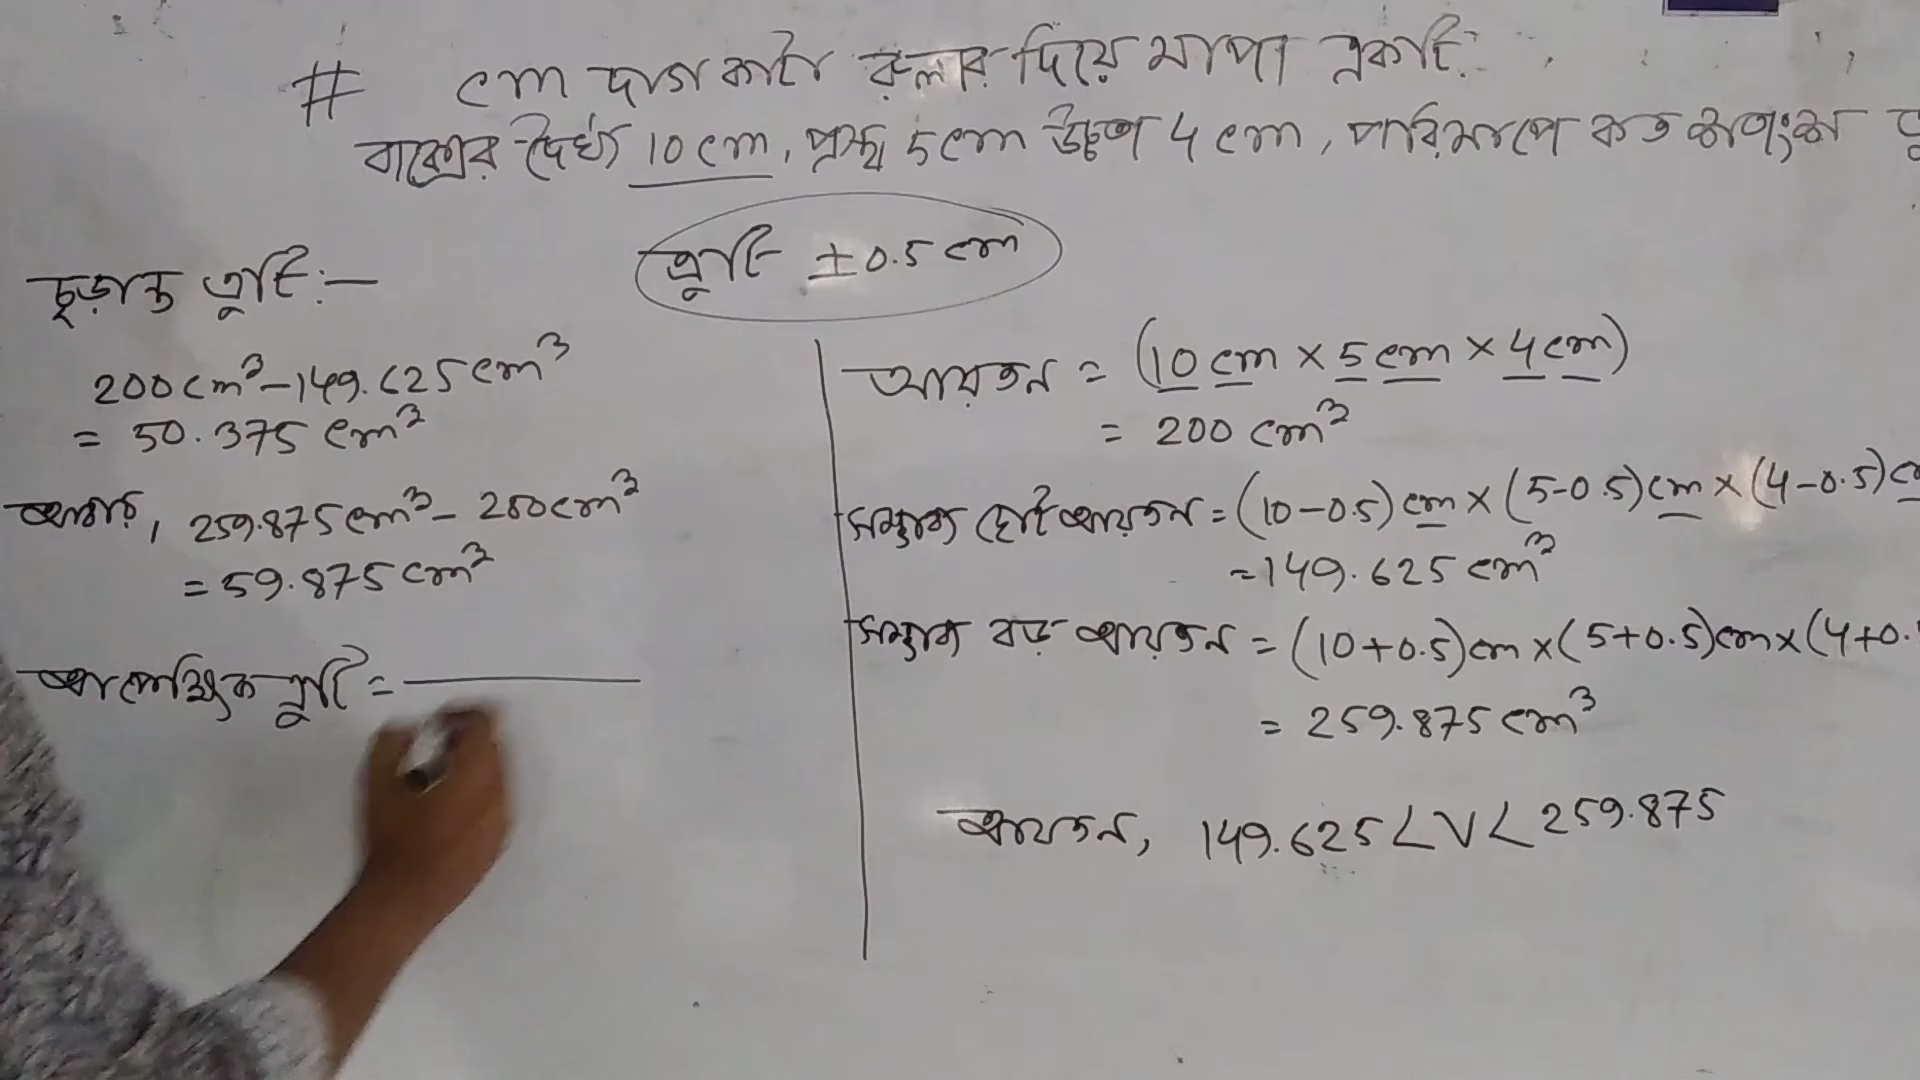 # cm দাগ কাটা রুলার দিয়ে মাপা একটি
বাক্সের দৈর্ঘ্য 10 cm, প্রস্থ 5 cm উচ্চতা 4 cm, পরিমাপে কত শতাংশ
ত্রুটি ±0.5 cm
চূড়ান্ত ত্রুটি:-
200 cm³ - 149.625 cm³
= 50.375 cm³
আবার, 259.875 cm³ - 200 cm³
= 59.875 cm³
আপেক্ষিক ত্রুটি =
আয়তন = (10 cm × 5 cm × 4 cm)
= 200 cm³
সম্ভাব্য ছোট আয়তন = (10-0.5) cm × (5-0.5) cm × (4-0.5) c
= 149.625 cm³
সম্ভাব্য বড় আয়তন = (10+0.5) cm × (5+0.5) cm × (4+0.
= 259.875 cm³
আয়তন, 149.625 < V < 259.875